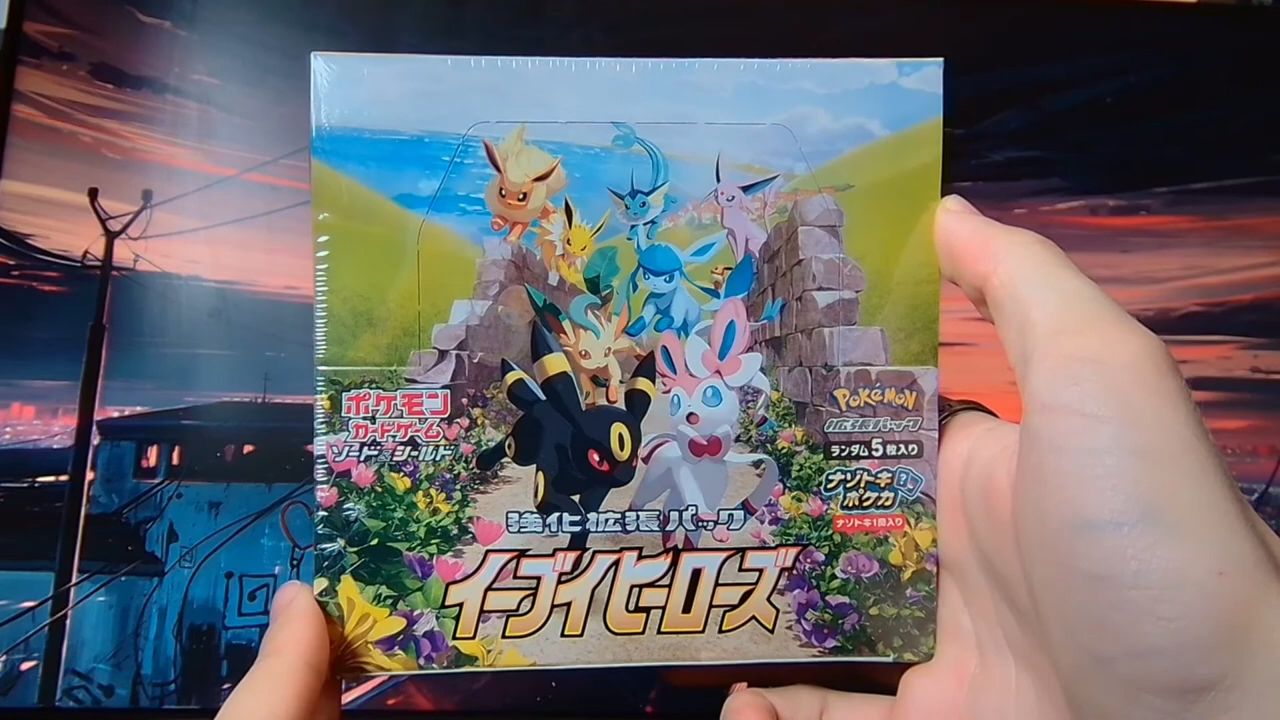 ポケモン
カードゲーム
ソード&シールド
Pokémon
拡張パック
ランダム5枚入り
ナゾトキ
ポケカ
ナゾトキ1回入り
強化拡張パック
イーブイヒーローズ